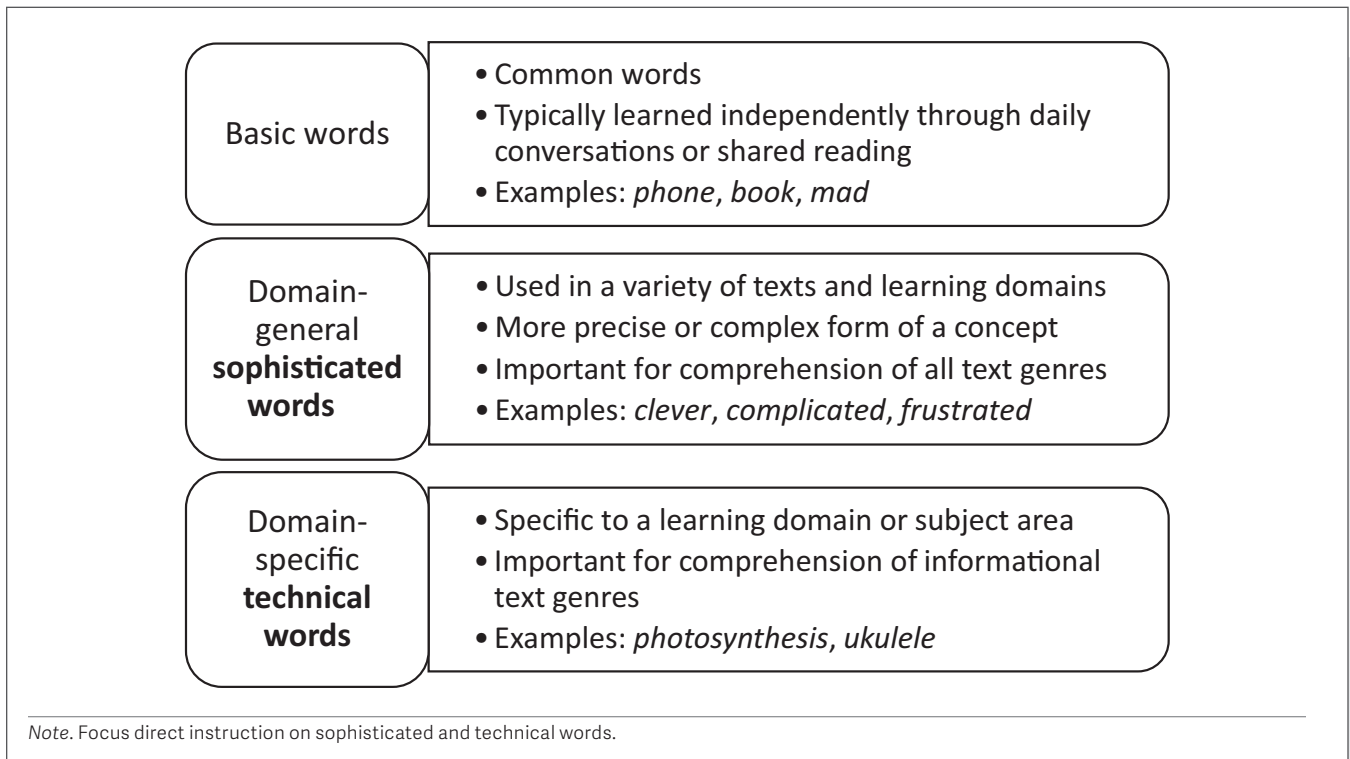 Basic words
• Common words
• Typically learned independently through daily
conversations or shared reading
• Examples: phone, book, mad
Domain-
general
sophisticated
words
• Used in a variety of texts and learning domains
• More precise or complex form of a concept
• Important for comprehension of all text genres
• Examples: clever, complicated, frustrated
Domain-
specific
technical
words
• Specific to a learning domain or subject area
• Important for comprehension of informational
text genres
• Examples: photosynthesis, ukulele
Note. Focus direct instruction on sophisticated and technical words.